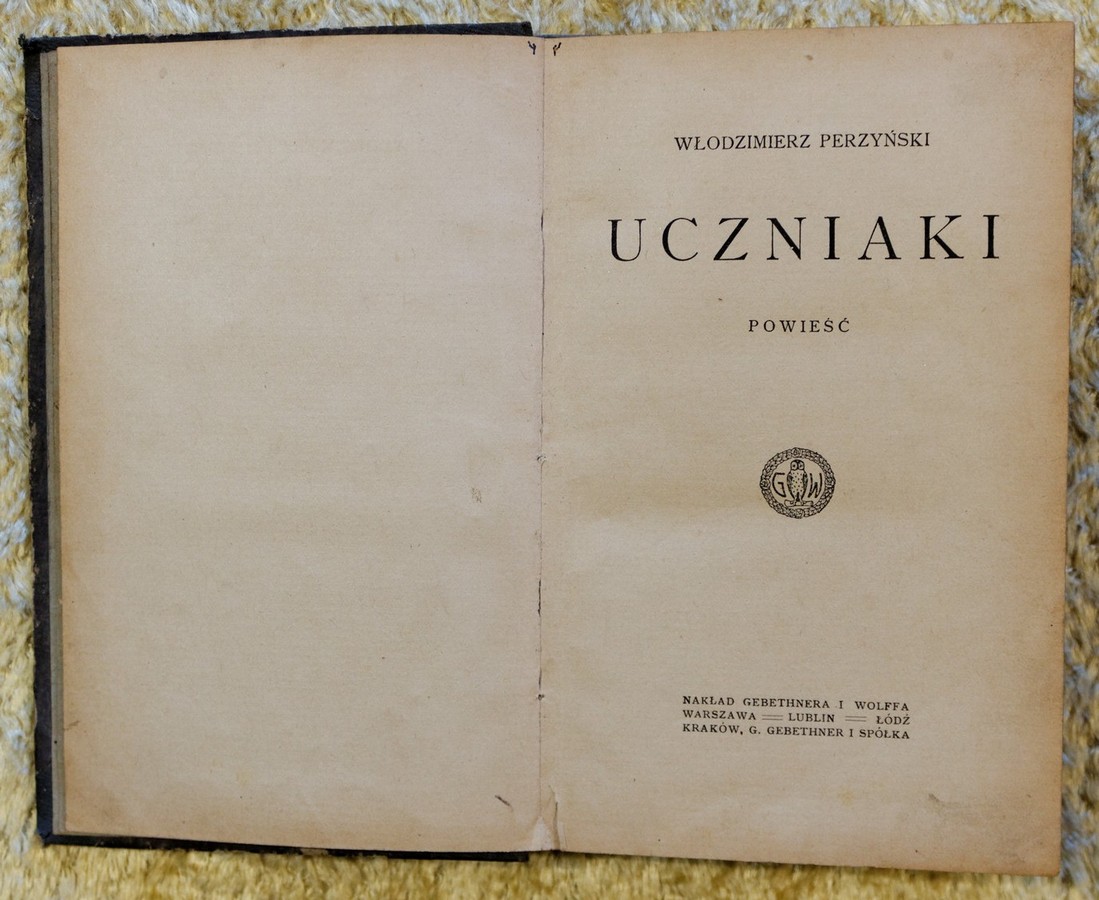 WŁODZIMIERZ PERZYŃSKI
UCZNIAKI
POWIEŚĆ
G W
NAKŁAD GEBETHNERA I WOLFFA
WARSZAWA == LUBLIN == ŁÓDŹ
KRAKÓW, G. GEBETHNER I SPÓŁKA